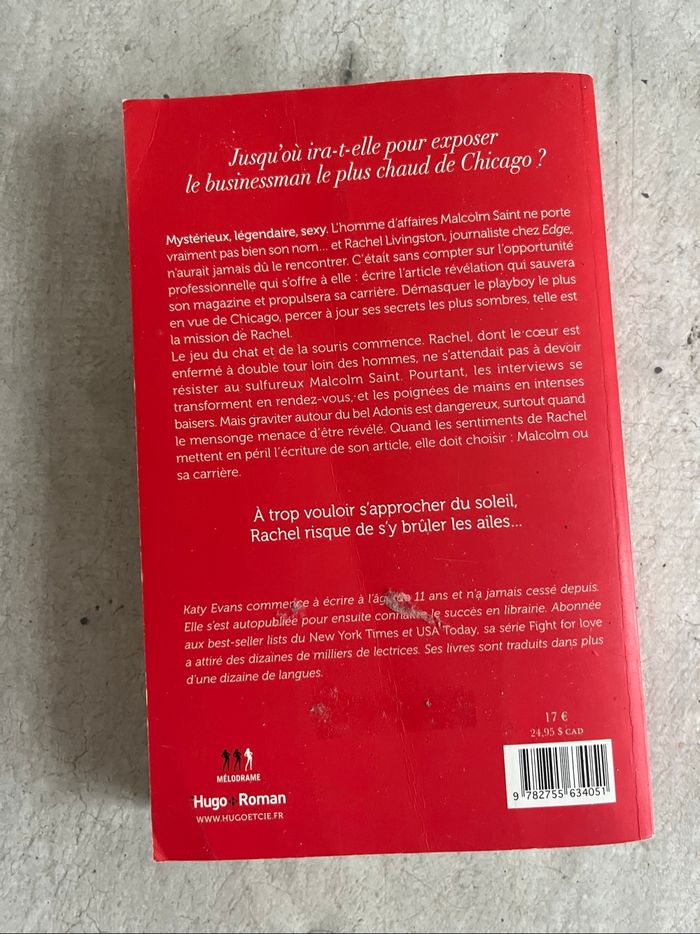 Jusqu'où ira-t-elle pour exposer
le businessman le plus chaud de Chicago ?
Mystérieux, légendaire, sexy. L'homme d'affaires Malcolm Saint ne porte
vraiment pas bien son nom... et Rachel Livingston, journaliste chez Edge,
n'aurait jamais dû le rencontrer. C'était sans compter sur l'opportunité
professionnelle qui s'offre à elle : écrire l'article révélation qui sauvera
son magazine et propulsera sa carrière. Démasquer le playboy le plus
en vue de Chicago, percer à jour ses secrets les plus sombres, telle est
la mission de Rachel.
Le jeu du chat et de la souris commence. Rachel, dont le cœur est
enfermé à double tour loin des hommes, ne s'attendait pas à devoir
résister au sulfureux Malcolm Saint. Pourtant, les interviews se
transforment en rendez-vous, et les poignées de mains en intenses
baisers. Mais graviter autour du bel Adonis est dangereux, surtout quand
le mensonge menace d'être révélé. Quand les sentiments de Rachel
mettent en péril l'écriture de son article, elle doit choisir : Malcolm ou
sa carrière.
À trop vouloir s'approcher du soleil,
Rachel risque de s'y brûler les ailes...
Katy Evans commence à écrire à l'âge de 11 ans et n'a jamais cessé depuis.
Elle s'est autopubliée pour ensuite connaître le succès en librairie. Abonnée
aux best-seller lists du New York Times et USA Today, sa série Fight for love
a attiré des dizaines de milliers de lectrices. Ses livres sont traduits dans plus
d'une dizaine de langues.
17 €
24,95 $ CAD
MÉLODRAME
Hugo+Roman
WWW.HUGOETCIE.FR
9 782755 634051